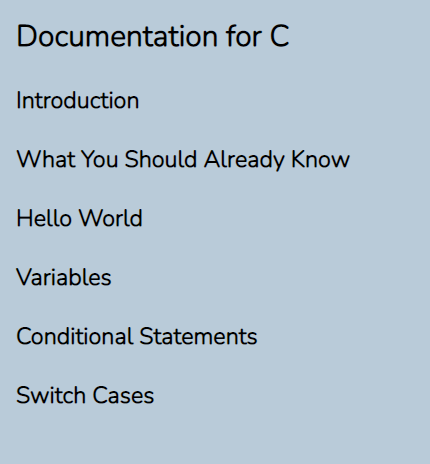 Documentation for C
Introduction
What You Should Already Know
Hello World
Variables
Conditional Statements
Switch Cases